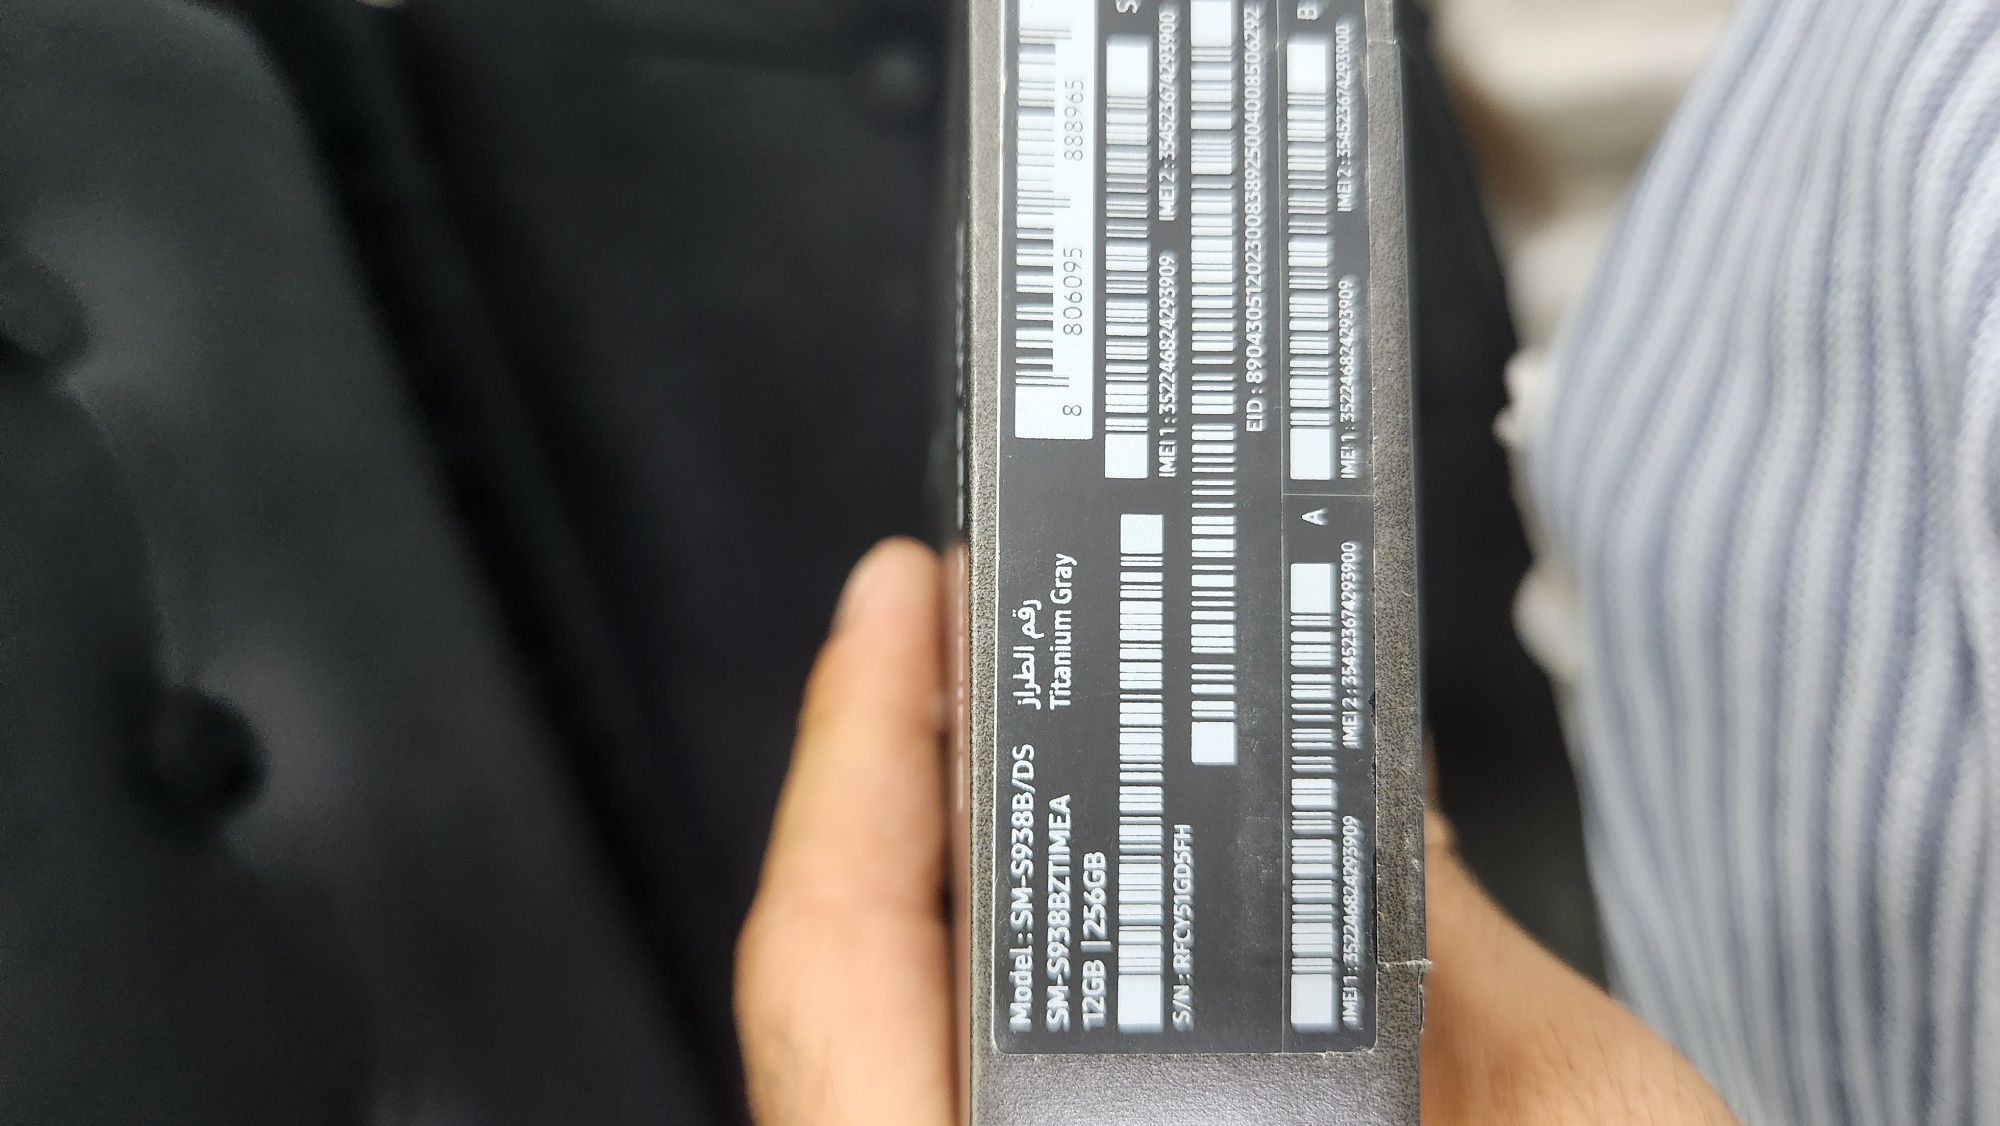 Model : SM-S938B/DS رقم الطراز
SM-S938BZTIMEA Titanium Gray
12GB | 256GB
8 806095 888965
S/N : RFCY51GD5FH
IMEI 1 : 352246824293909 IMEI 2 : 354523674293900
EID : 89043051202300838925004008506292
A
IMEI 1 : 352246824293909 IMEI 2 : 354523674293900
B
IMEI 1 : 352246824293909 IMEI 2 : 354523674293900